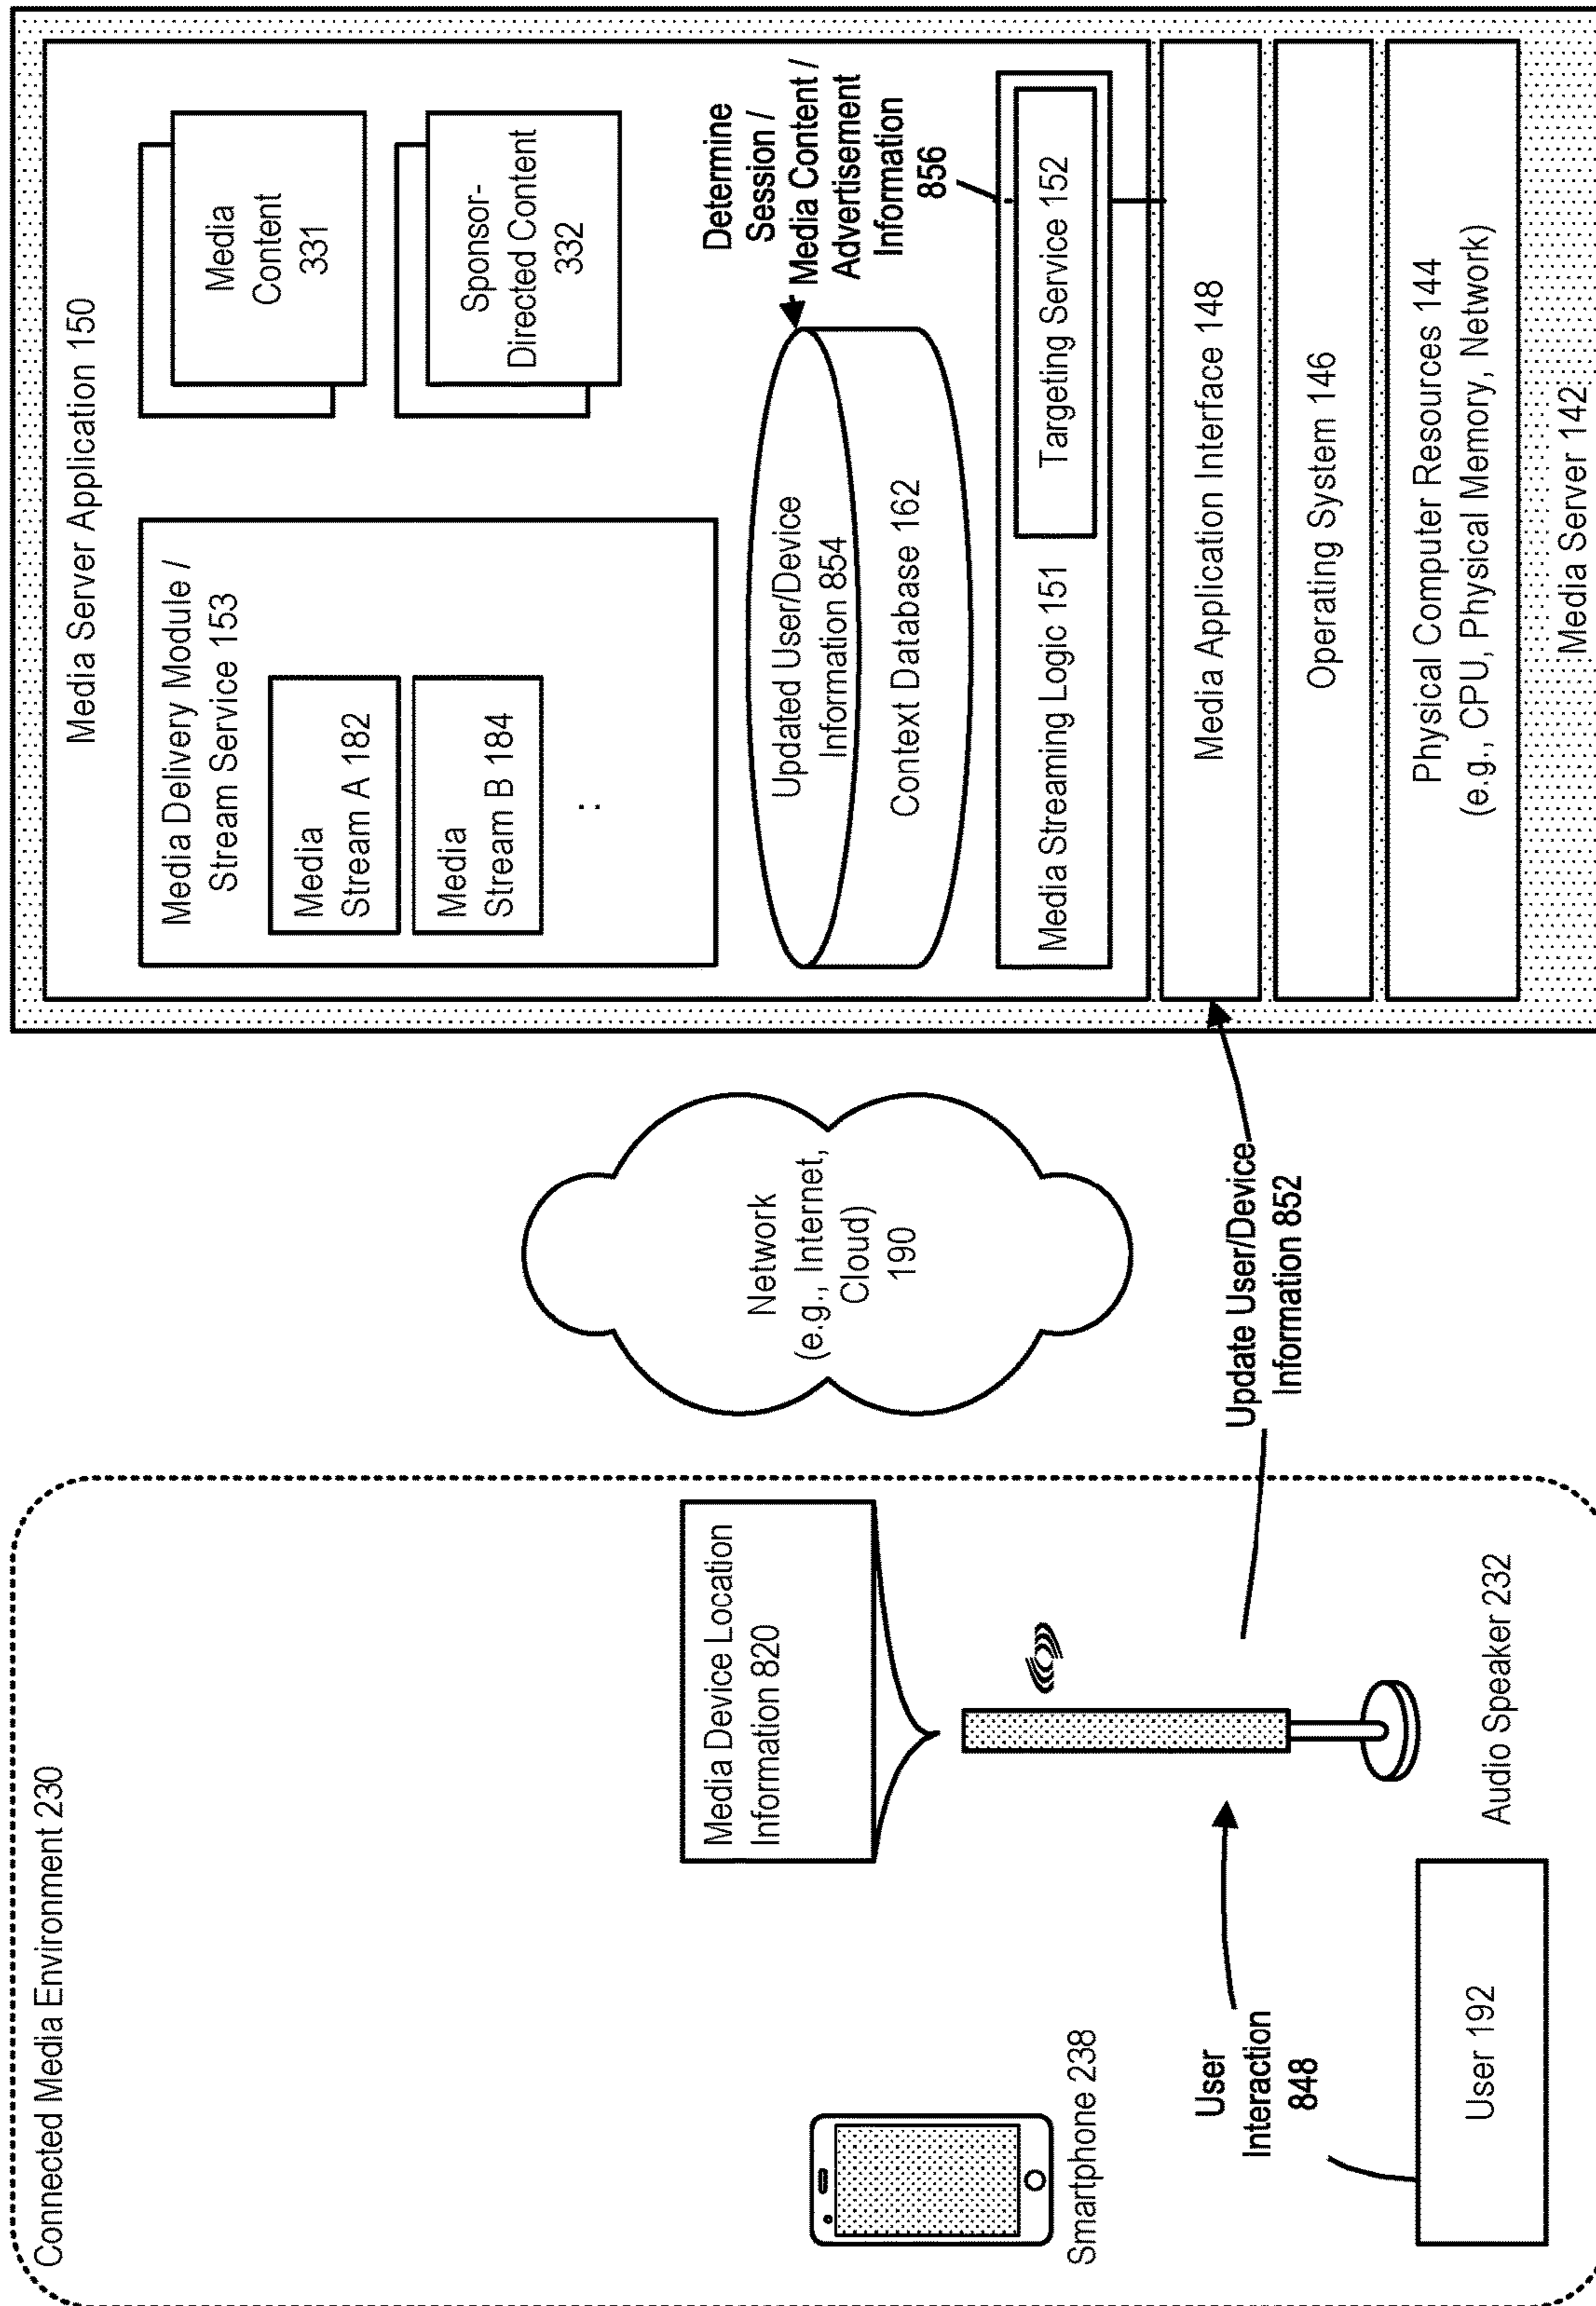 Connected Media Environment 230
Media Device Location
Information 820
Smartphone 238
User
Interaction
848
User 192
Audio Speaker 232
Network
(e.g., Internet,
Cloud)
190
Update User/Device
Information 852
Media Server Application 150
Media Delivery Module /
Stream Service 153
Media
Stream A 182
Media
Stream B 184
:
Media
Content
331
Sponsor-
Directed Content
332
Updated User/Device
Information 854
Context Database 162
Determine
Session /
Media Content /
Advertisement
Information
856
Media Streaming Logic 151
Targeting Service 152
Media Application Interface 148
Operating System 146
Physical Computer Resources 144
(e.g., CPU, Physical Memory, Network)
Media Server 142